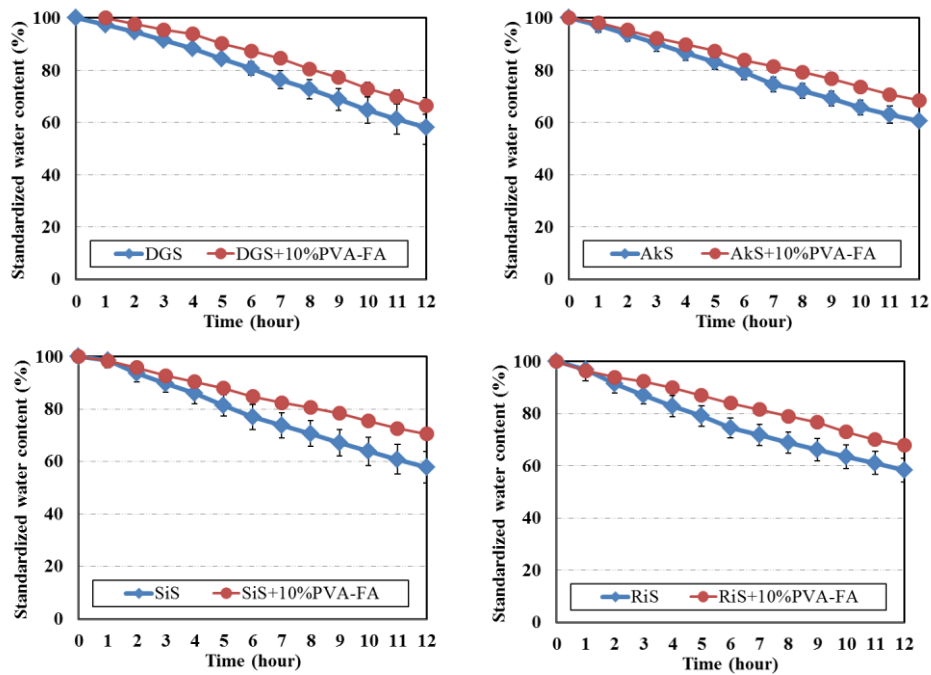 Standardized water content (%)
100
80
60
40
20
0
DGS DGS+10%PVA-FA
0 1 2 3 4 5 6 7 8 9 10 11 12
Time (hour)
Standardized water content (%)
100
80
60
40
20
0
AkS AkS+10%PVA-FA
0 1 2 3 4 5 6 7 8 9 10 11 12
Time (hour)
Standardized water content (%)
100
80
60
40
20
0
SiS SiS+10%PVA-FA
0 1 2 3 4 5 6 7 8 9 10 11 12
Time (hour)
Standardized water content (%)
100
80
60
40
20
0
RiS RiS+10%PVA-FA
0 1 2 3 4 5 6 7 8 9 10 11 12
Time (hour)